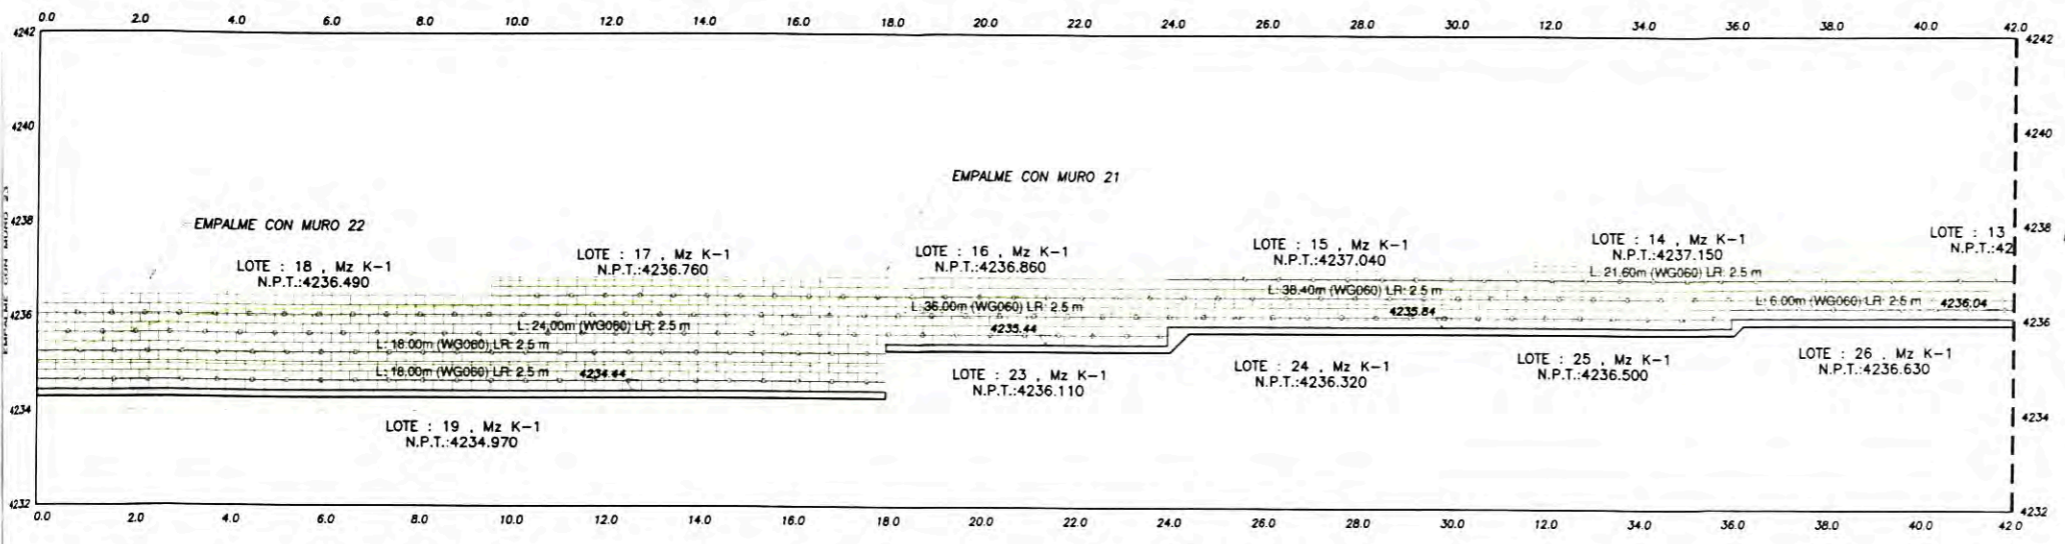 0.0 2.0 4.0 6.0 8.0 10.0 12.0 14.0 16.0 18.0 20.0 22.0 24.0 26.0 28.0 30.0 12.0 34.0 36.0 38.0 40.0 42.0
4242 4242
4240 4240
EMPALME CON MURO 21
EMPALME CON MURO 23
4238 4238
EMPALME CON MURO 22
LOTE : 18 , Mz K-1
N.P.T.:4236.490
LOTE : 17 , Mz K-1
N.P.T.:4236.760
LOTE : 16 , Mz K-1
N.P.T.:4236.860
LOTE : 15 , Mz K-1
N.P.T.:4237.040
LOTE : 14 , Mz K-1
N.P.T.:4237.150
LOTE : 13
N.P.T.:42
L: 21.60m (WG060) LR: 2.5 m
L: 38.40m (WG060) LR: 2.5 m
L: 36.00m (WG060) LR: 2.5 m
L: 6.00m (WG060) LR: 2.5 m 4236.04
4235.84
4236 4236
L: 24.00m (WG060) LR: 2.5 m
4235.44
L: 18.00m (WG060) LR: 2.5 m
L: 18.00m (WG060) LR: 2.5 m 4234.44
LOTE : 23 , Mz K-1
N.P.T.:4236.110
LOTE : 24 , Mz K-1
N.P.T.:4236.320
LOTE : 25 , Mz K-1
N.P.T.:4236.500
LOTE : 26 , Mz K-1
N.P.T.:4236.630
4234 4234
LOTE : 19 , Mz K-1
N.P.T.:4234.970
4232 4232
0.0 2.0 4.0 6.0 8.0 10.0 12.0 14.0 16.0 18.0 20.0 22.0 24.0 26.0 28.0 30.0 12.0 34.0 36.0 38.0 40.0 42.0